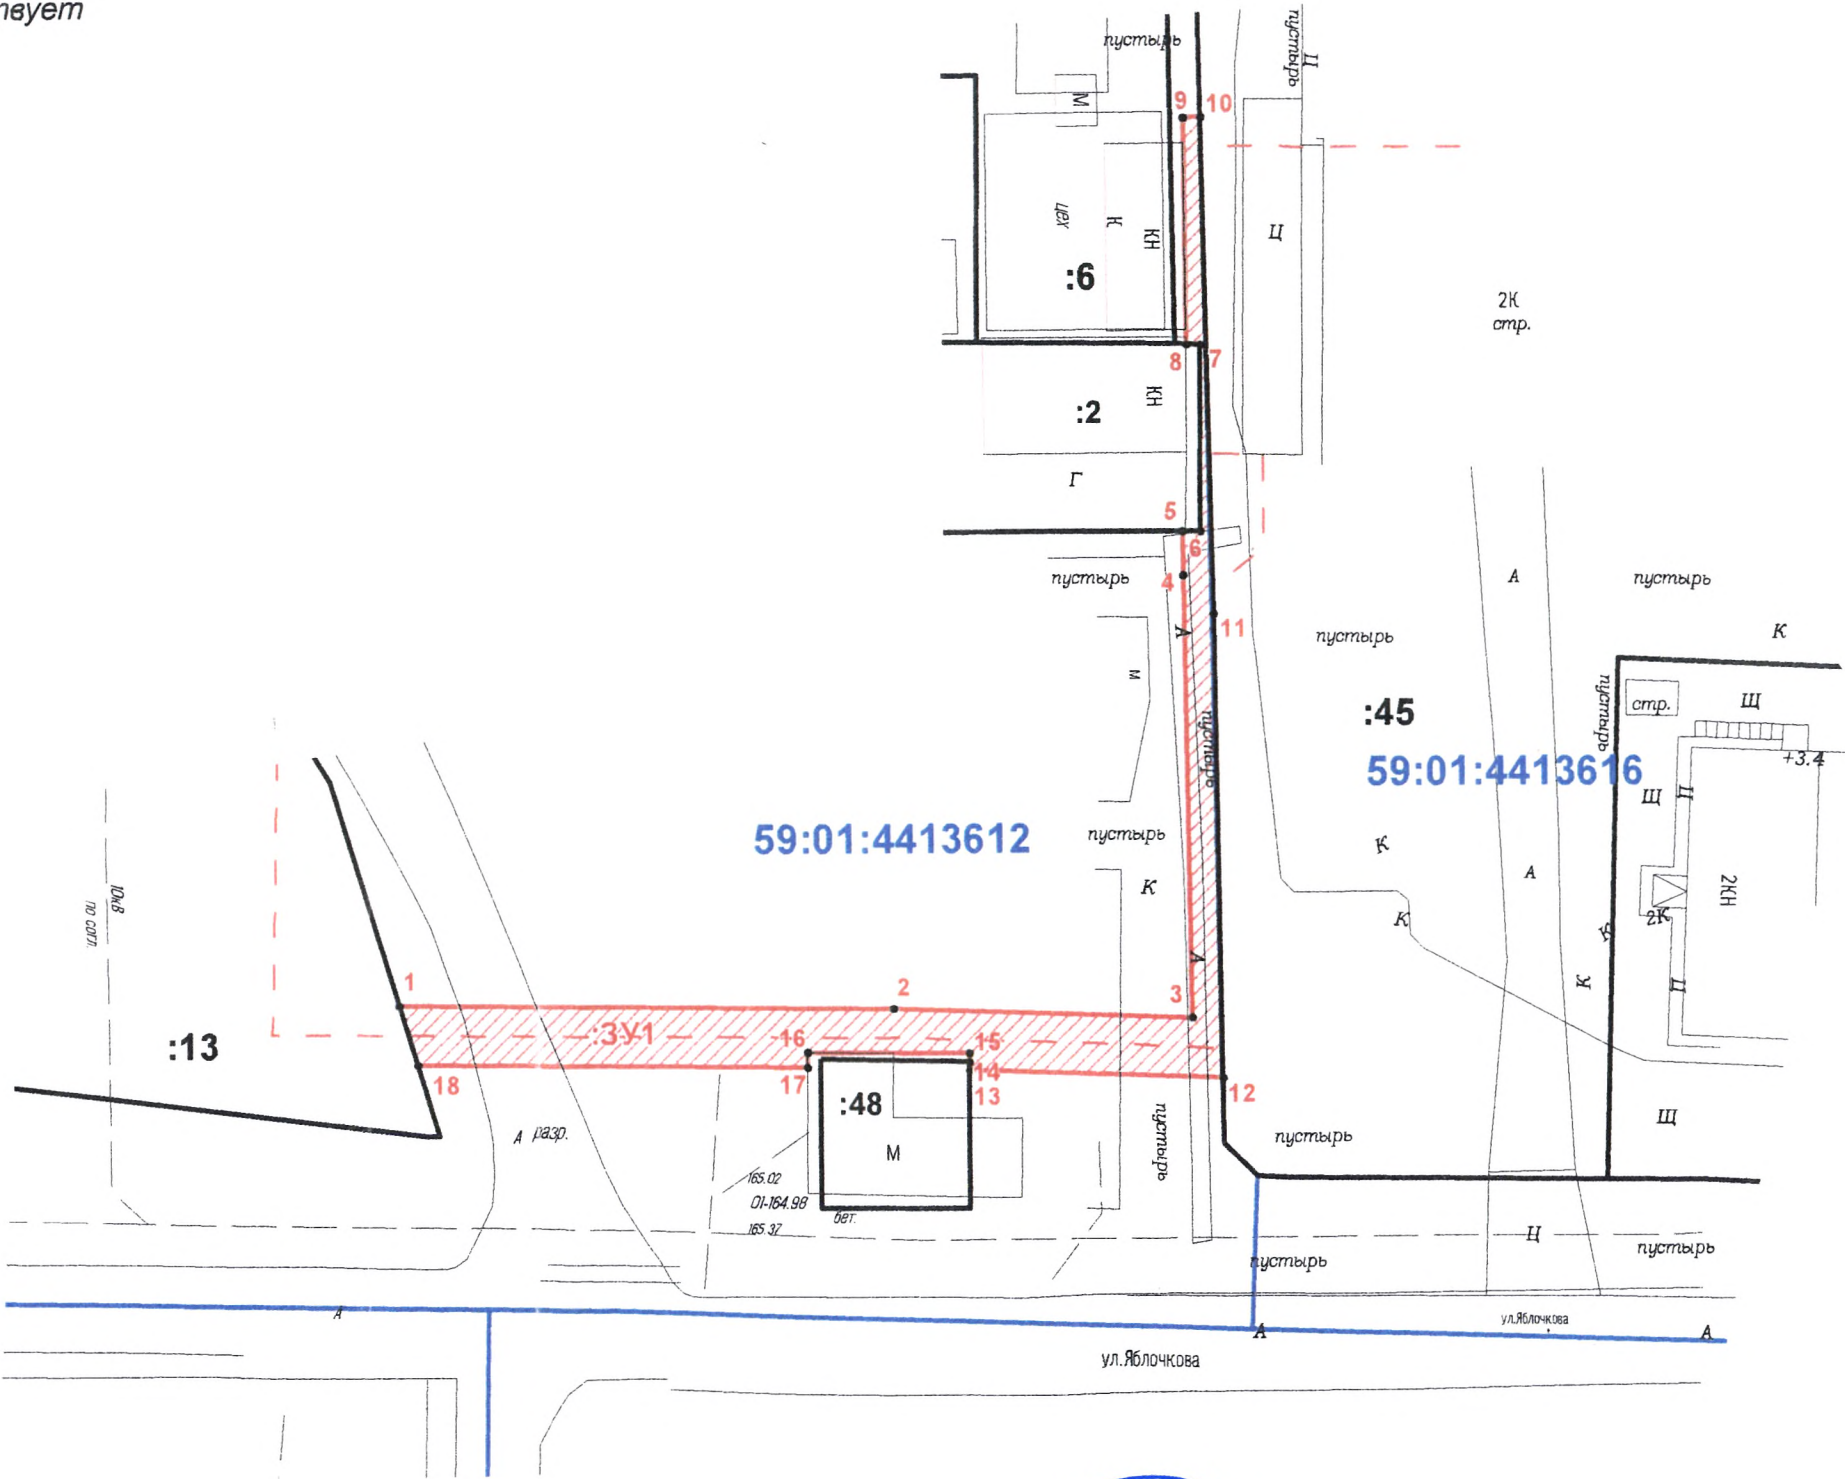 твует
пустырь
пустырь
Ц
М
9
10
цех
К
КН
Ц
:6
2К
стр.
8
7
КН
:2
Г
5
6
4
пустырь
А
пустырь
11
А
пустырь
К
м
:45
пустырь
стр.
Щ
пустырь
59:01:4413616
+3.4
Щ
Ц
59:01:4413612
пустырь
К
К
А
10кВ
по согл.
К
2КН
К
2К
Щ
А
К
Ц
1
2
3
:13
:ЗУ1
16
15
14
18
17
13
12
:48
А
разр.
М
пустырь
пустырь
Щ
165.02
01-164.98
бет.
165.37
пустырь
Ц
пустырь
А
ул.Яблочкова
А
А
ул.Яблочкова